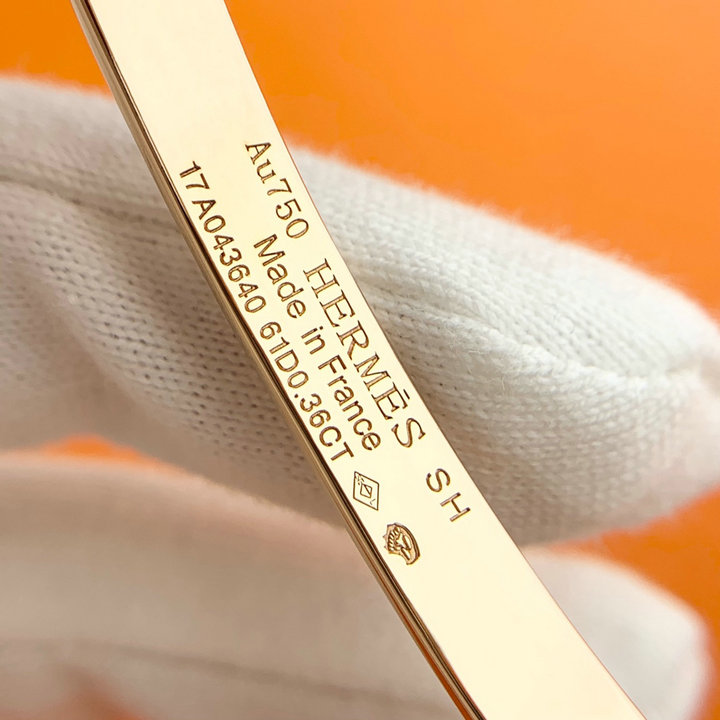 Au750 HERMÈS SH
Made in France
17A043640 61D0.36CT